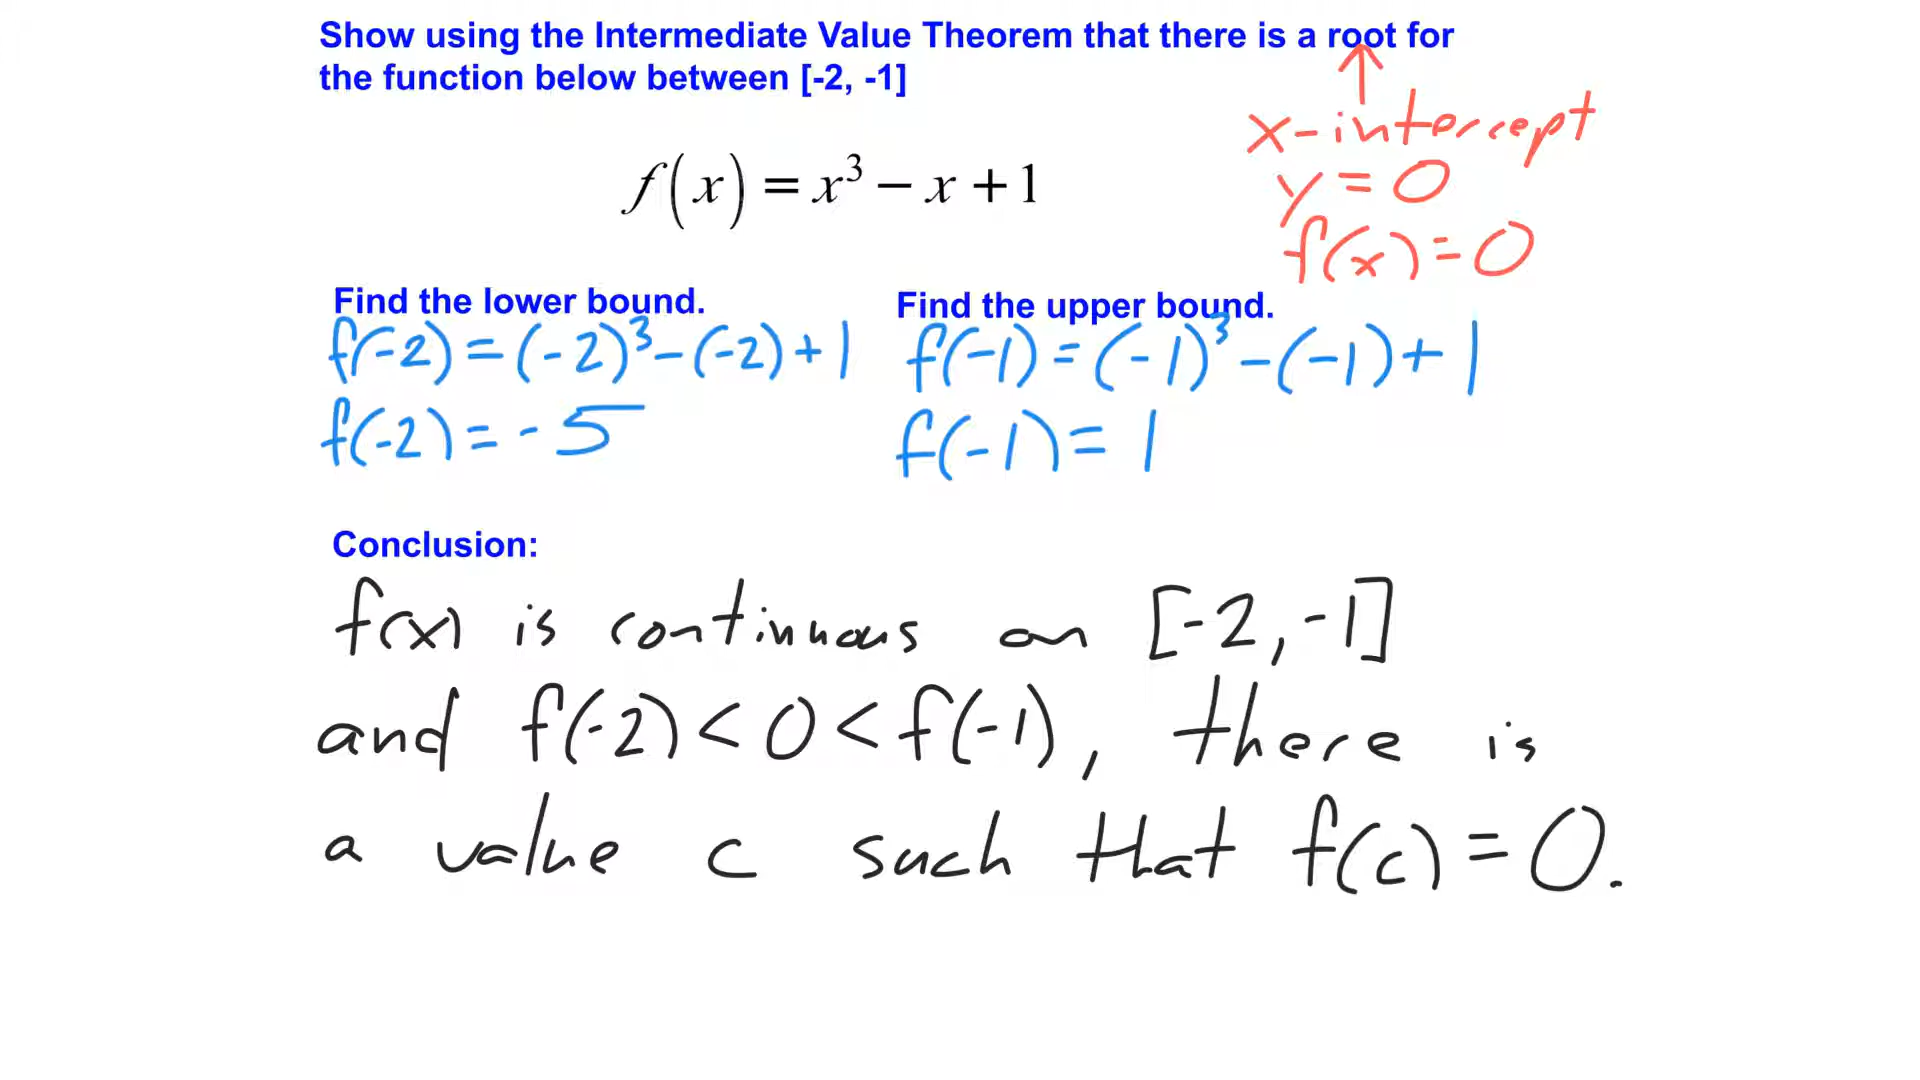 Show using the Intermediate Value Theorem that there is a root for
the function below between [-2, -1]
x-intercept
y = 0
f(x) = 0
f(x) = x³ − x + 1
Find the lower bound.
f(-2) = (-2)³ - (-2) + 1
f(-2) = -5
Find the upper bound.
f(-1) = (-1)³ - (-1) + 1
f(-1) = 1
Conclusion:
f(x) is continuous on [-2, -1]
and f(-2) < 0 < f(-1), there is
a value c such that f(c) = 0.